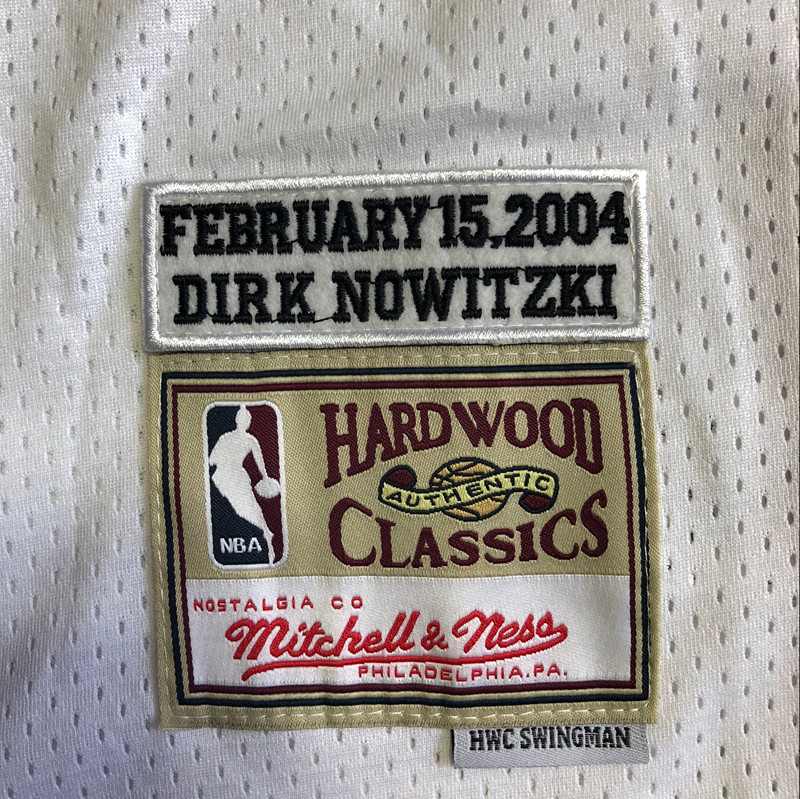 FEBRUARY 15, 2004
DIRK NOWITZKI
HARDWOOD
AUTHENTIC
CLASSICS
NBA
NOSTALGIA CO
Mitchell & Ness
PHILADELPHIA.PA.
HWC SWINGMAN